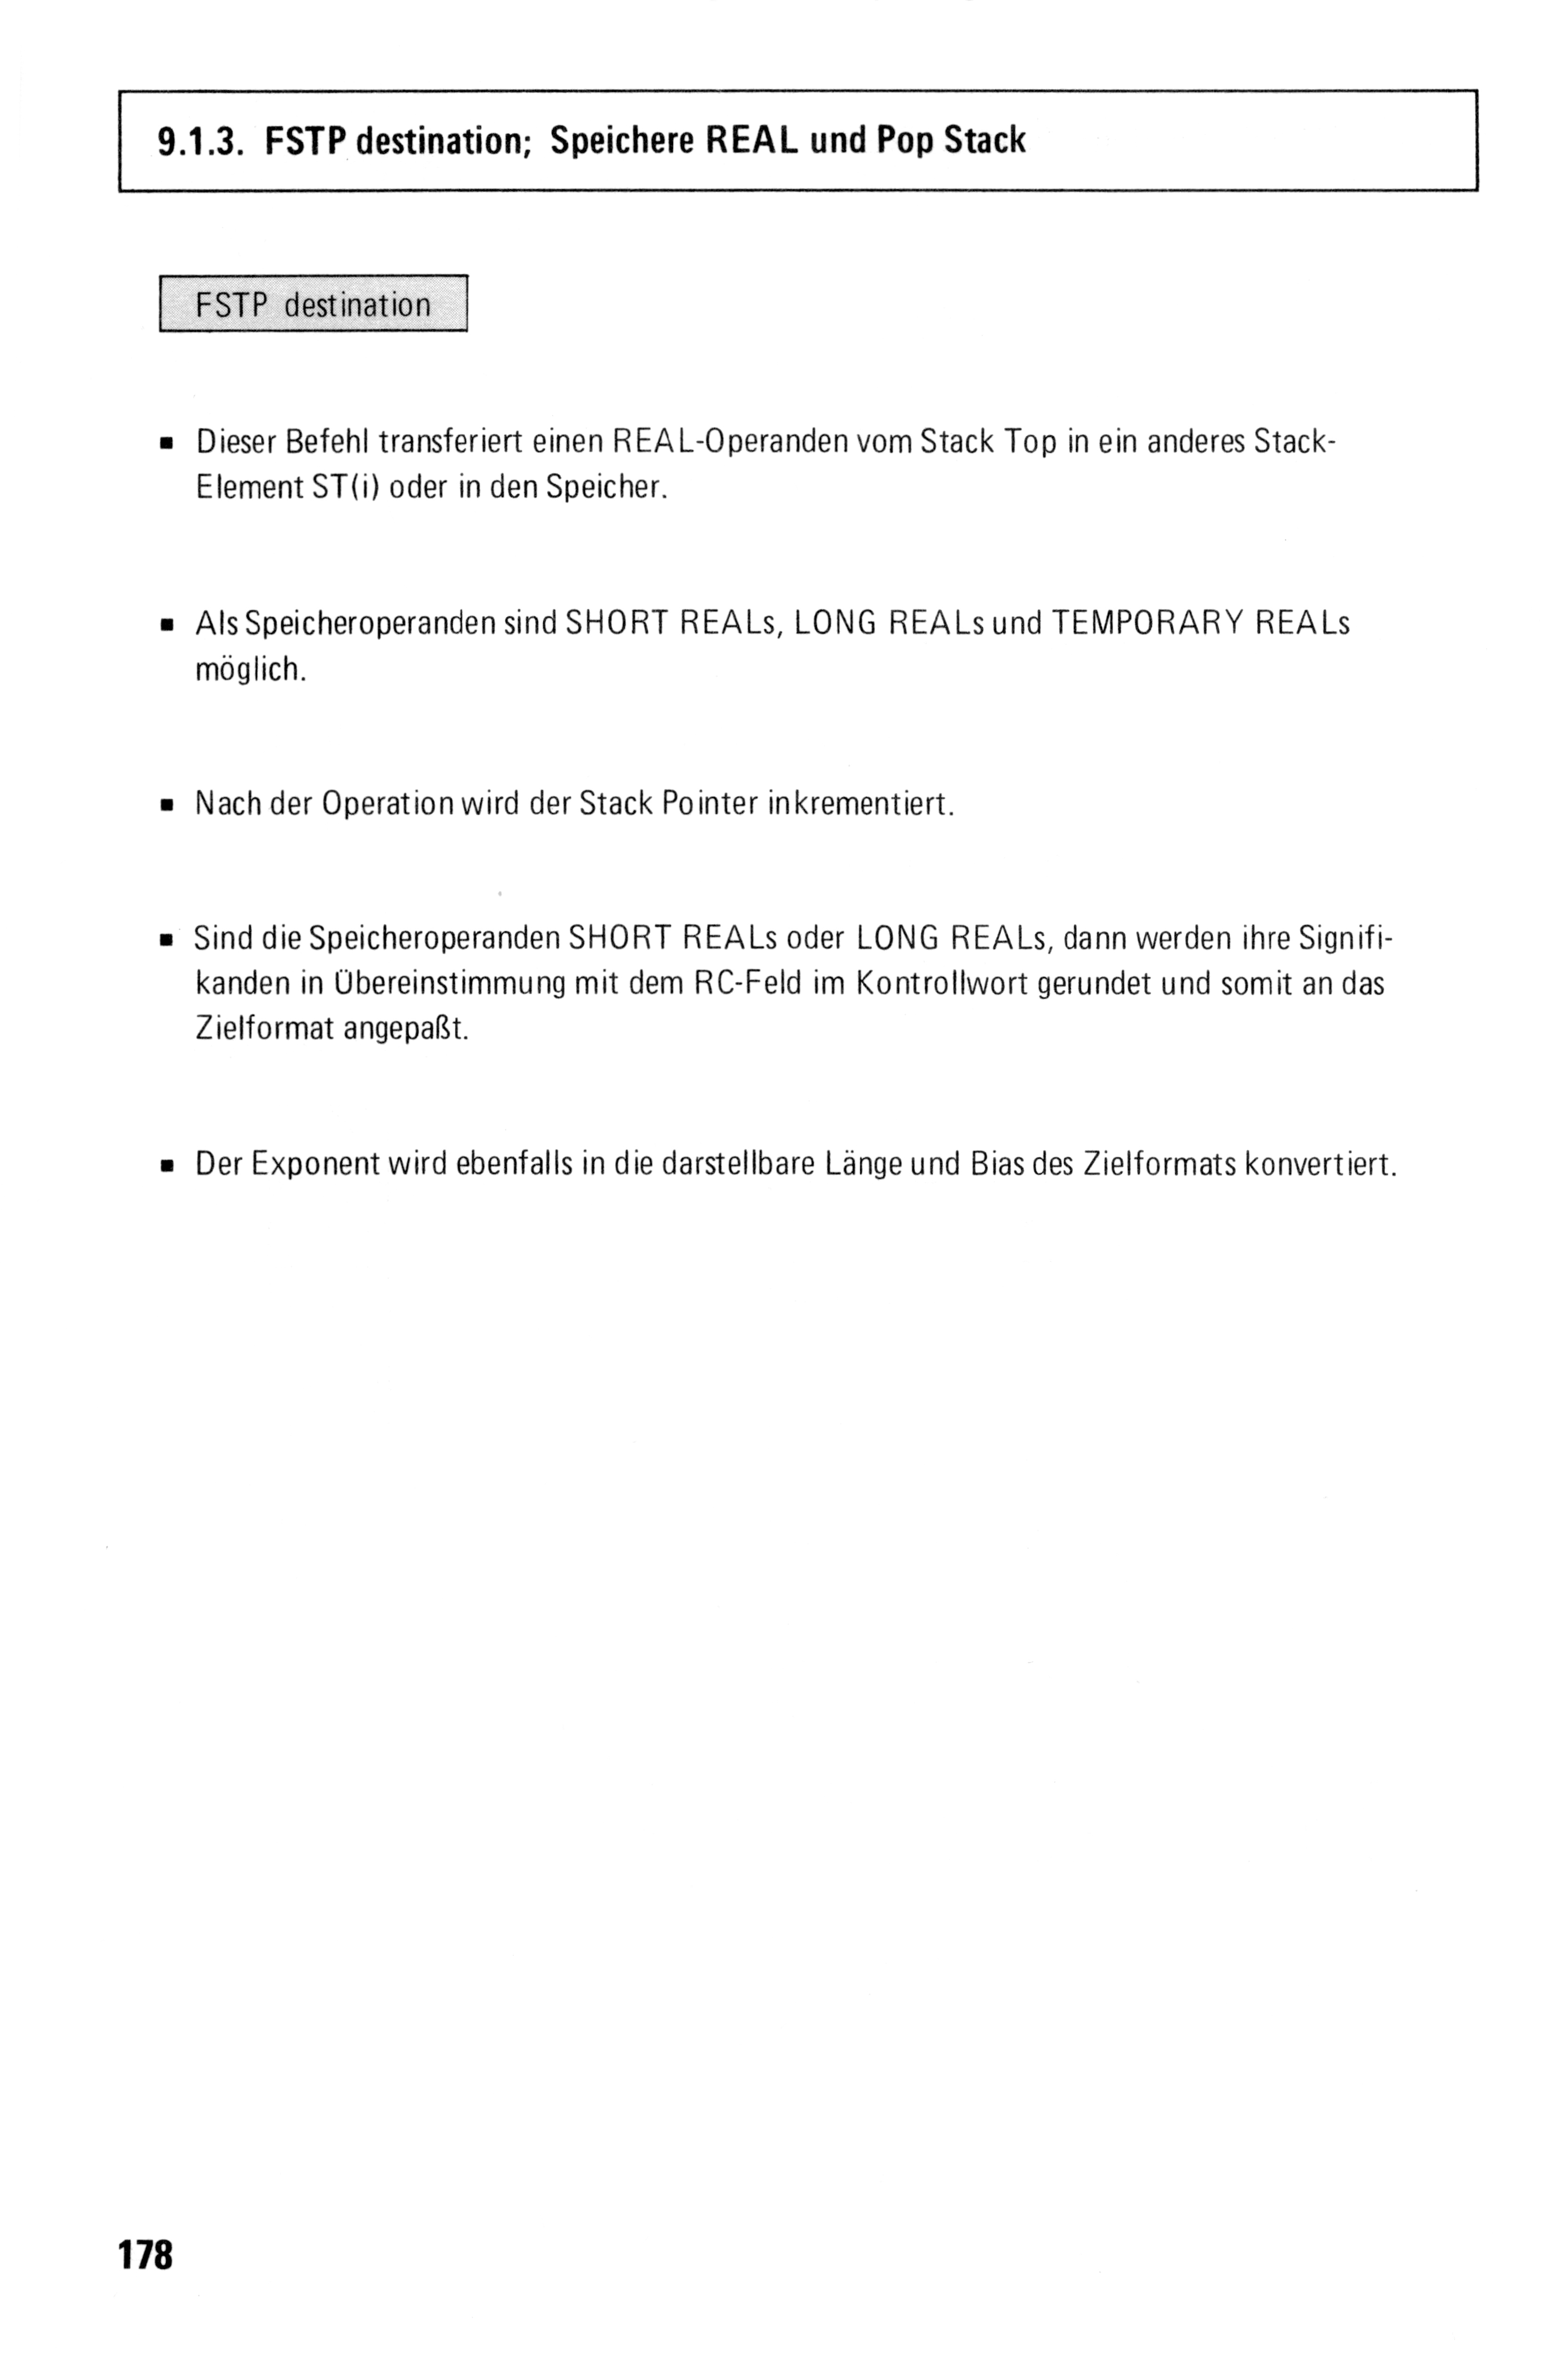 9.1.3. FSTP destination; Speichere REAL und Pop Stack
FSTP destination
▪ Dieser Befehl transferiert einen REAL-Operanden vom Stack Top in ein anderes Stack-
Element ST(i) oder in den Speicher.
▪ Als Speicheroperanden sind SHORT REALs, LONG REALs und TEMPORARY REALs
möglich.
▪ Nach der Operation wird der Stack Pointer inkrementiert.
▪ Sind die Speicheroperanden SHORT REALs oder LONG REALs, dann werden ihre Signifi-
kanden in Übereinstimmung mit dem RC-Feld im Kontrollwort gerundet und somit an das
Zielformat angepaßt.
▪ Der Exponent wird ebenfalls in die darstellbare Länge und Bias des Zielformats konvertiert.
178